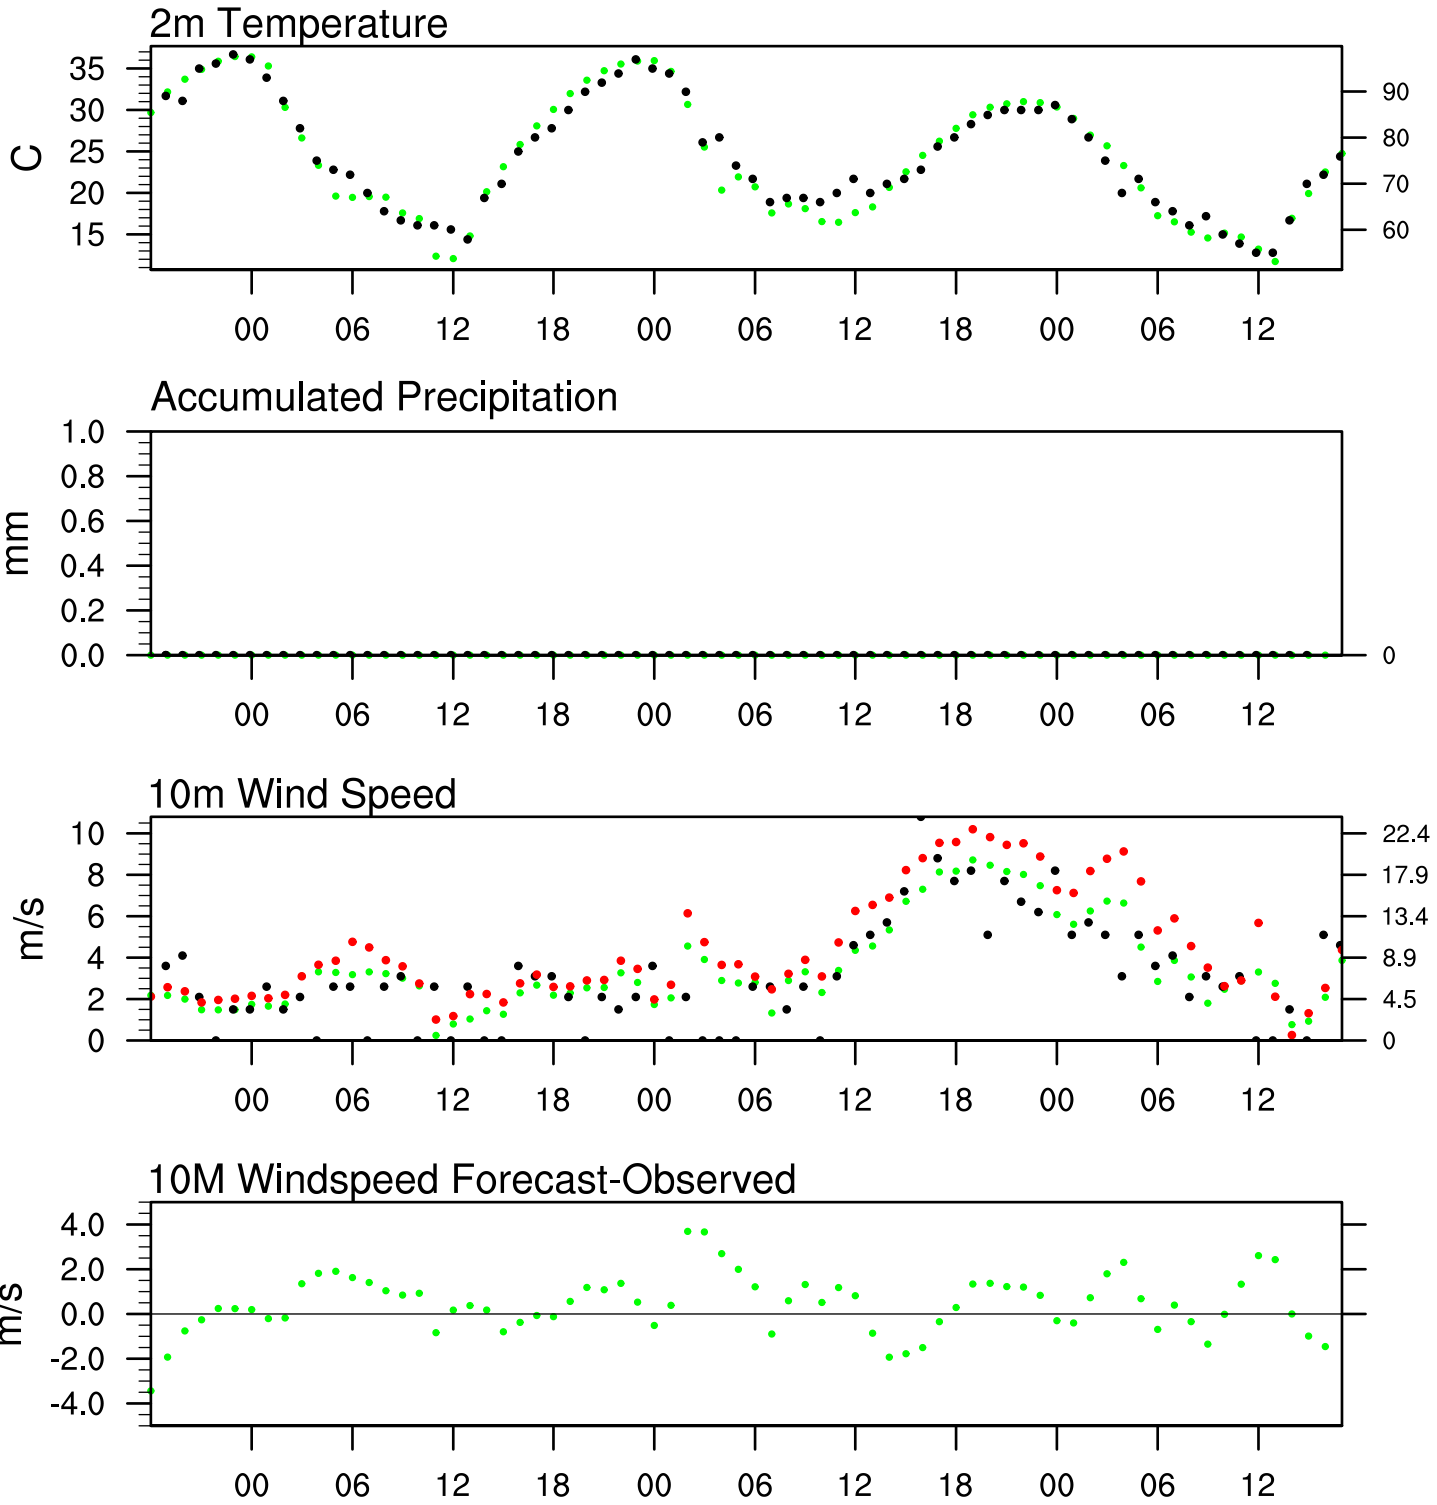 2m Temperature
C
35
30
25
20
15
90
80
70
60
00 06 12 18 00 06 12 18 00 06 12
Accumulated Precipitation
mm
1.0
0.8
0.6
0.4
0.2
0.0
0
00 06 12 18 00 06 12 18 00 06 12
10m Wind Speed
m/s
10
8
6
4
2
0
22.4
17.9
13.4
8.9
4.5
0
00 06 12 18 00 06 12 18 00 06 12
10M Windspeed Forecast-Observed
m/s
4.0
2.0
0.0
-2.0
-4.0
00 06 12 18 00 06 12 18 00 06 12